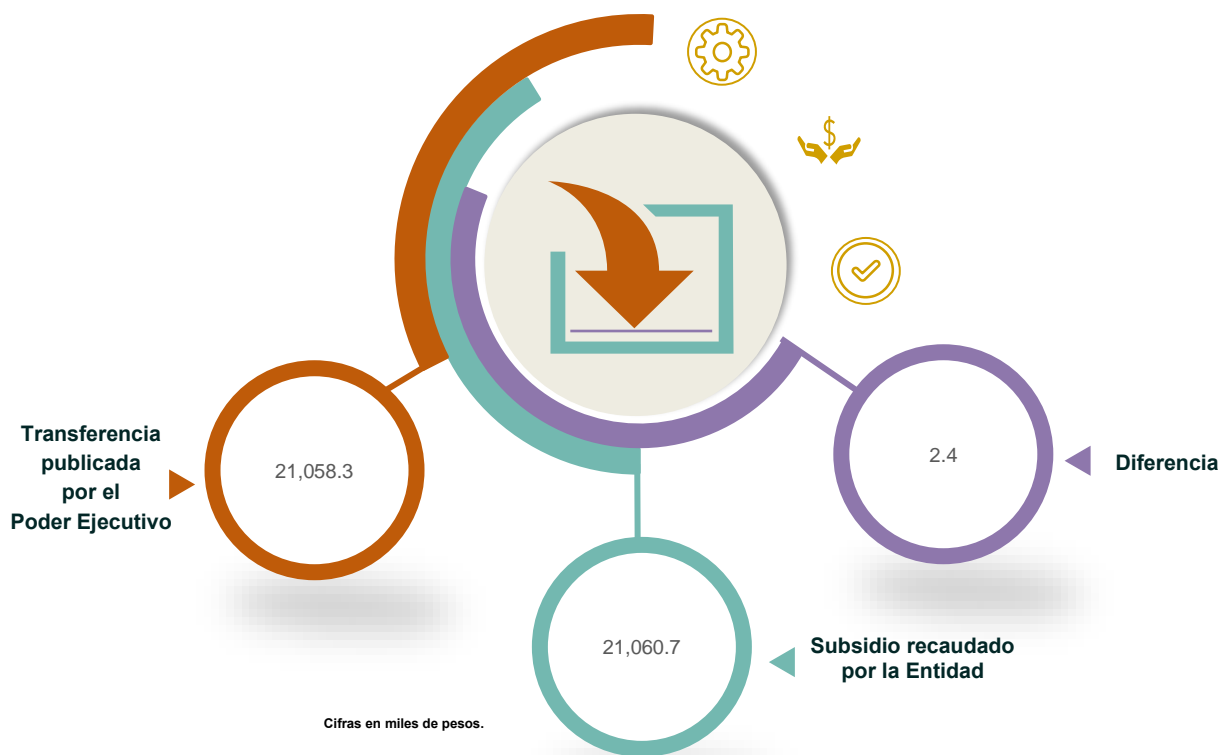 $
Transferencia
publicada
por el
Poder Ejecutivo
21,058.3
2.4
Diferencia
21,060.7
Subsidio recaudado
por la Entidad
Cifras en miles de pesos.